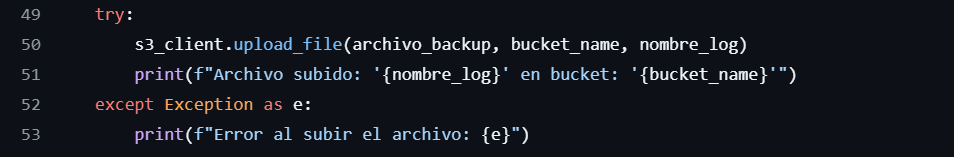 49 try:
50 s3_client.upload_file(archivo_backup, bucket_name, nombre_log)
51 print(f"Archivo subido: '{nombre_log}' en bucket: '{bucket_name}'")
52 except Exception as e:
53 print(f"Error al subir el archivo: {e}")